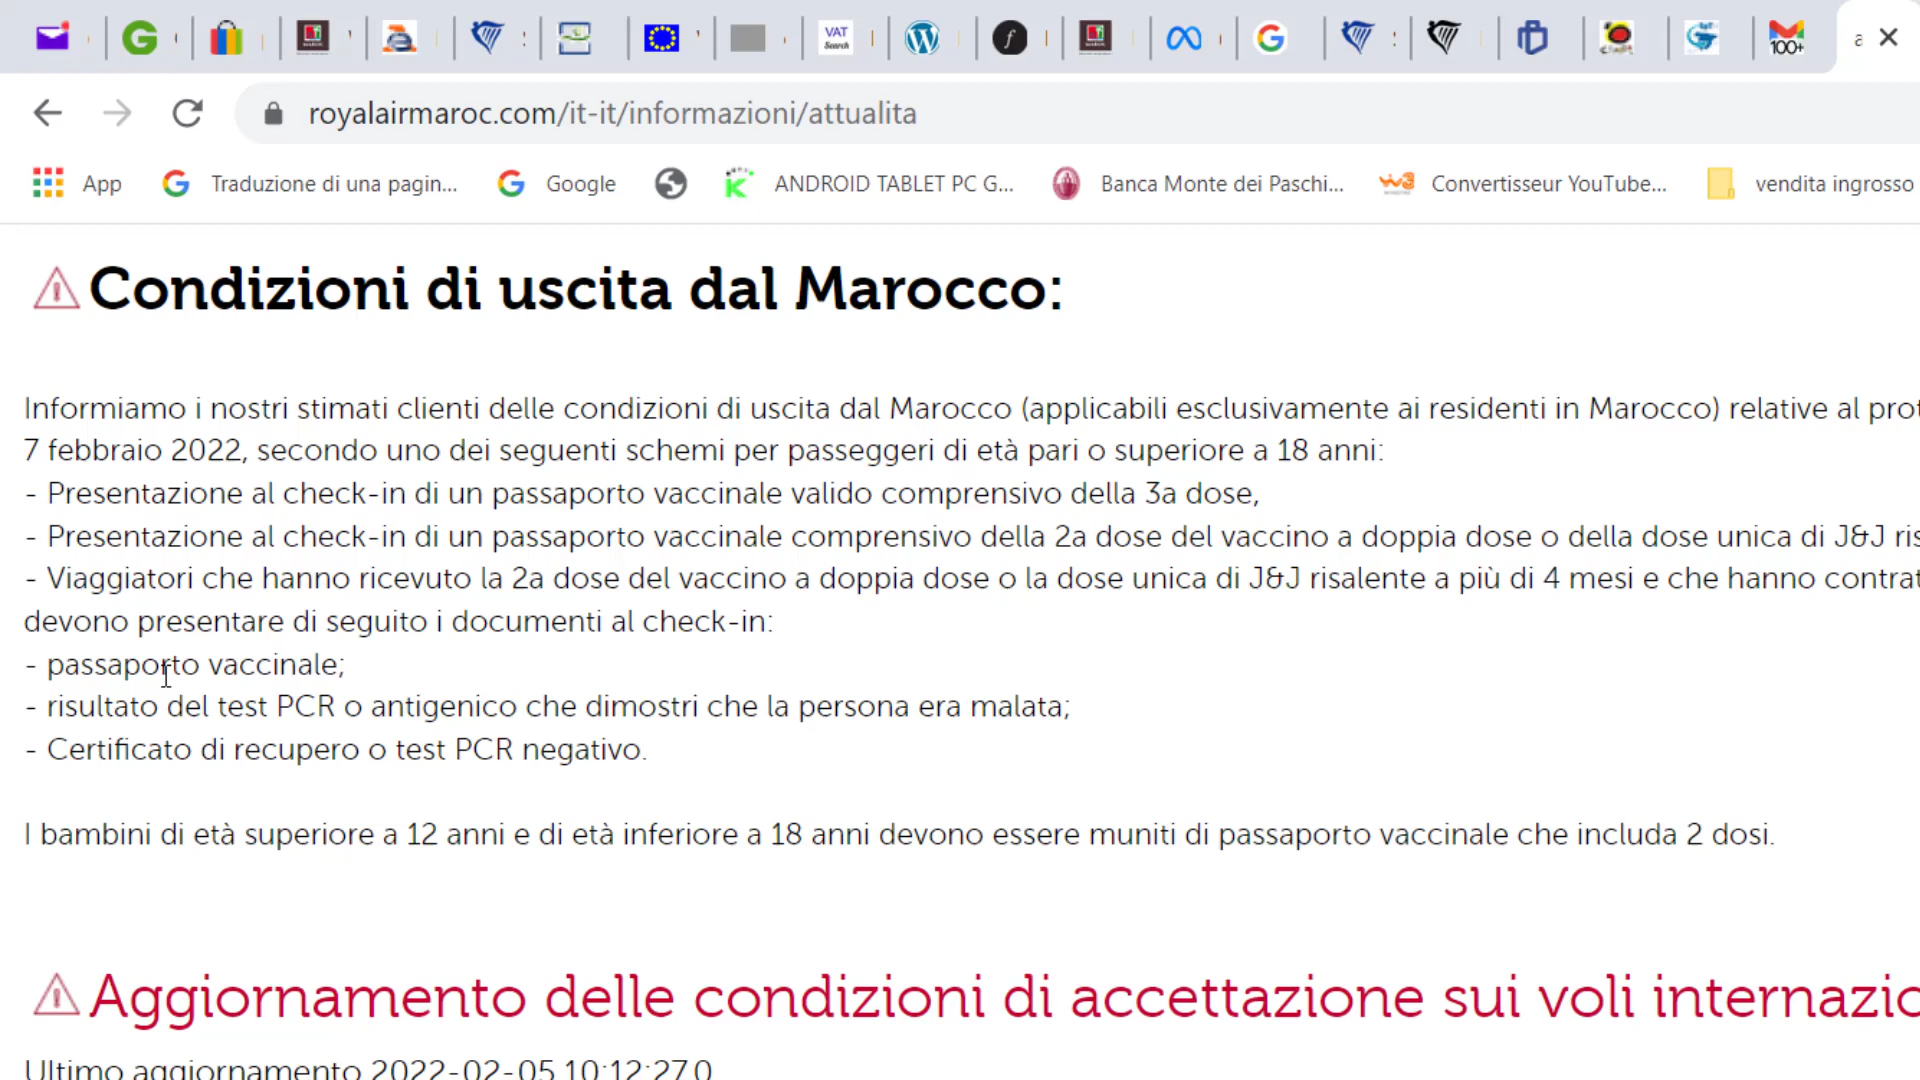 VAT
Search
100+
royalairmaroc.com/it-it/informazioni/attualita
App
Traduzione di una pagin...
Google
ANDROID TABLET PC G...
Banca Monte dei Paschi...
Convertisseur YouTube...
vendita ingrosso
Condizioni di uscita dal Marocco:
Informiamo i nostri stimati clienti delle condizioni di uscita dal Marocco (applicabili esclusivamente ai residenti in Marocco) relative al
7 febbraio 2022, secondo uno dei seguenti schemi per passeggeri di età pari o superiore a 18 anni:
- Presentazione al check-in di un passaporto vaccinale valido comprensivo della 3a dose,
- Presentazione al check-in di un passaporto vaccinale comprensivo della 2a dose del vaccino a doppia dose o della dose unica di J&J
- Viaggiatori che hanno ricevuto la 2a dose del vaccino a doppia dose o la dose unica di J&J risalente a più di 4 mesi e che hanno
devono presentare di seguito i documenti al check-in:
- passaporto vaccinale;
- risultato del test PCR o antigenico che dimostri che la persona era malata;
- Certificato di recupero o test PCR negativo.
I bambini di età superiore a 12 anni e di età inferiore a 18 anni devono essere muniti di passaporto vaccinale che includa 2 dosi.
Aggiornamento delle condizioni di accettazione sui voli
Ultimo aggiornamento 2022-02-05 10:12:27.0